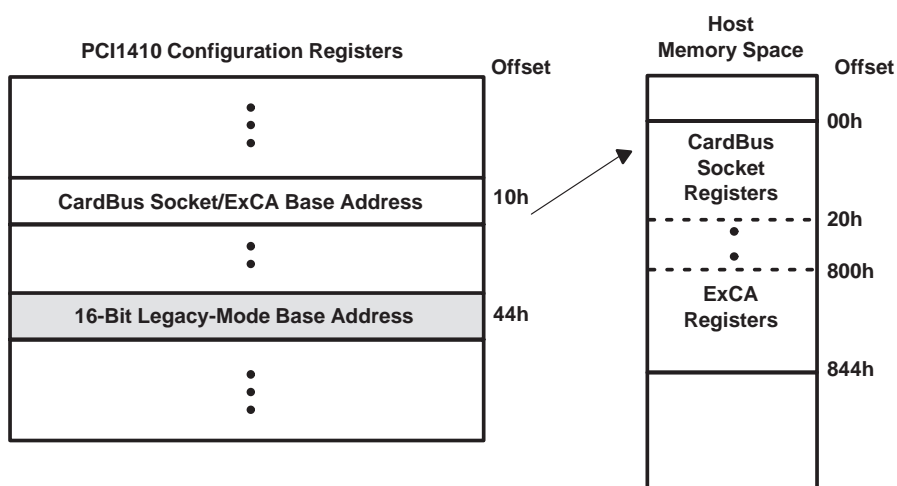 PCI1410 Configuration Registers
Offset
CardBus Socket/ExCA Base Address
10h
16-Bit Legacy-Mode Base Address
44h
Host
Memory Space
Offset
00h
CardBus
Socket
Registers
20h
800h
ExCA
Registers
844h